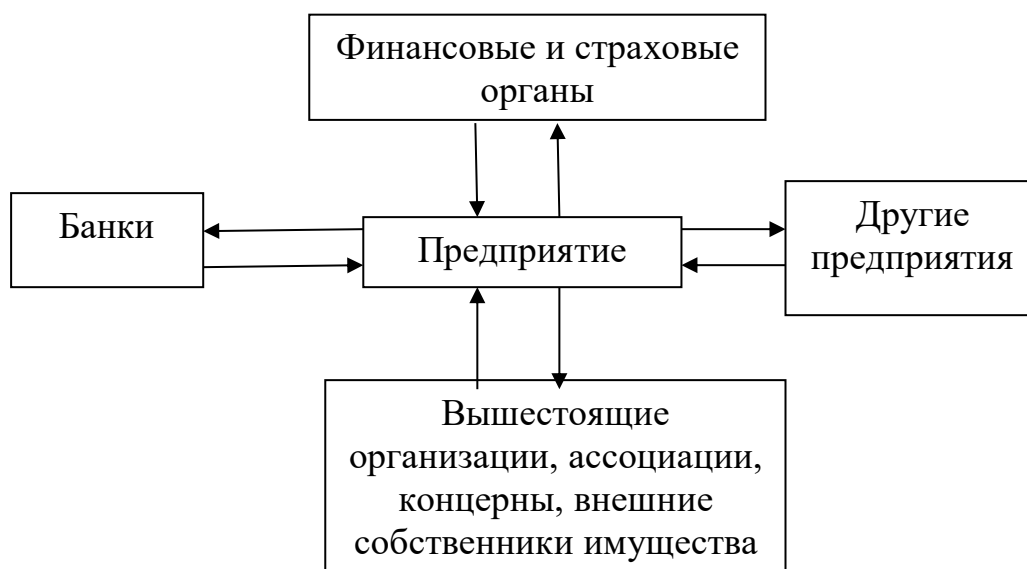 Финансовые и страховые
органы
Банки
Предприятие
Другие
предприятия
Вышестоящие
организации, ассоциации,
концерны, внешние
собственники имущества